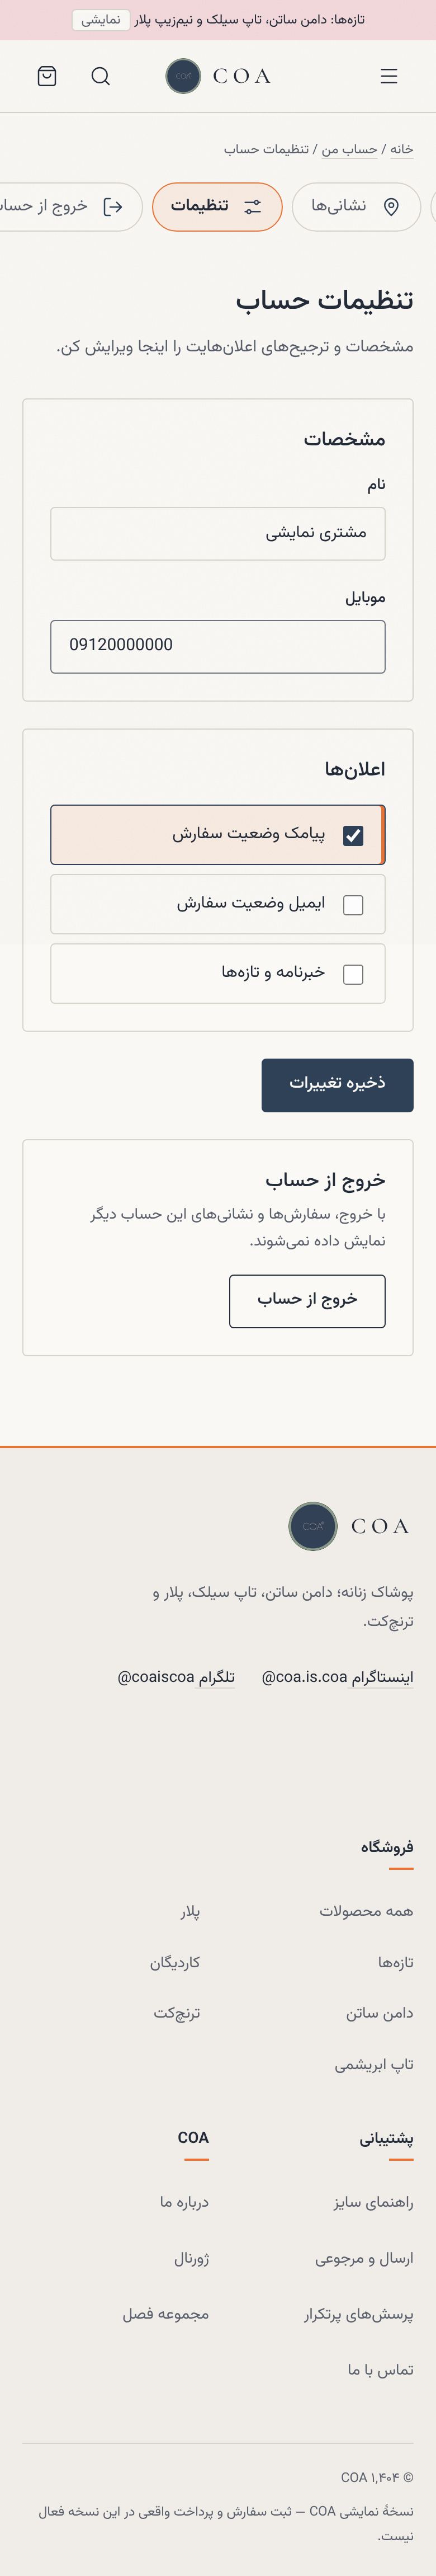 تازه‌ها: دامن ساتن، تاپ سیلک و نیم‌زیپ پلار نمایشی
COA
خانه / حساب من / تنظیمات حساب
نشانی‌ها
تنظیمات
خروج از حساب
تنظیمات حساب
مشخصات و ترجیح‌های اعلان‌هایت را اینجا ویرایش کن.
مشخصات
نام
مشتری نمایشی
موبایل
09120000000
اعلان‌ها
پیامک وضعیت سفارش
ایمیل وضعیت سفارش
خبرنامه و تازه‌ها
ذخیره تغییرات
خروج از حساب
با خروج، سفارش‌ها و نشانی‌های این حساب دیگر
نمایش داده نمی‌شوند.
خروج از حساب
COA
پوشاک زنانه؛ دامن ساتن، تاپ سیلک، پلار و
ترنچ‌کت.
اینستاگرام @coa.is.coa تلگرام @coaiscoa
فروشگاه
همه محصولات
تازه‌ها
دامن ساتن
تاپ ابریشمی
پلار
کاردیگان
ترنچ‌کت
پشتیبانی
راهنمای سایز
ارسال و مرجوعی
پرسش‌های پرتکرار
تماس با ما
COA
درباره ما
ژورنال
مجموعه فصل
© ۱,۴۰۴ COA
نسخهٔ نمایشی COA — ثبت سفارش و پرداخت واقعی در این نسخه فعال
نیست.